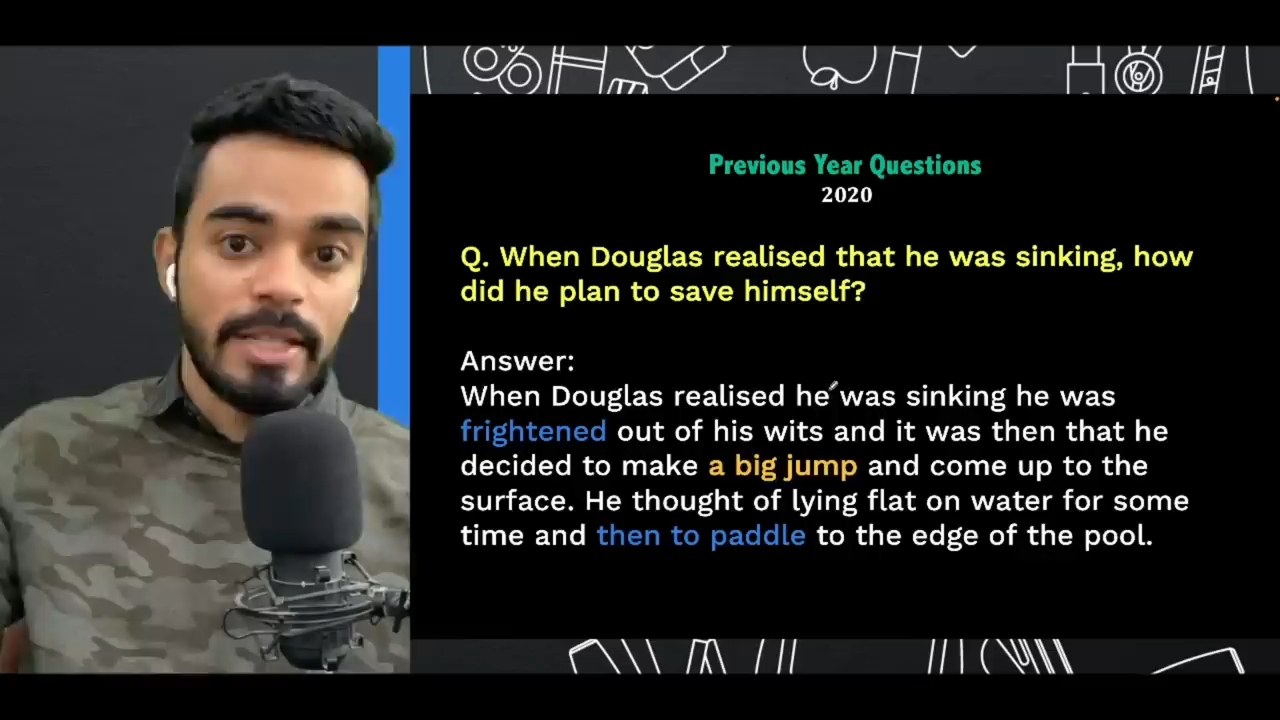 Previous Year Questions
2020
Q. When Douglas realised that he was sinking, how
did he plan to save himself?
Answer:
When Douglas realised he was sinking he was
frightened out of his wits and it was then that he
decided to make a big jump and come up to the
surface. He thought of lying flat on water for some
time and then to paddle to the edge of the pool.